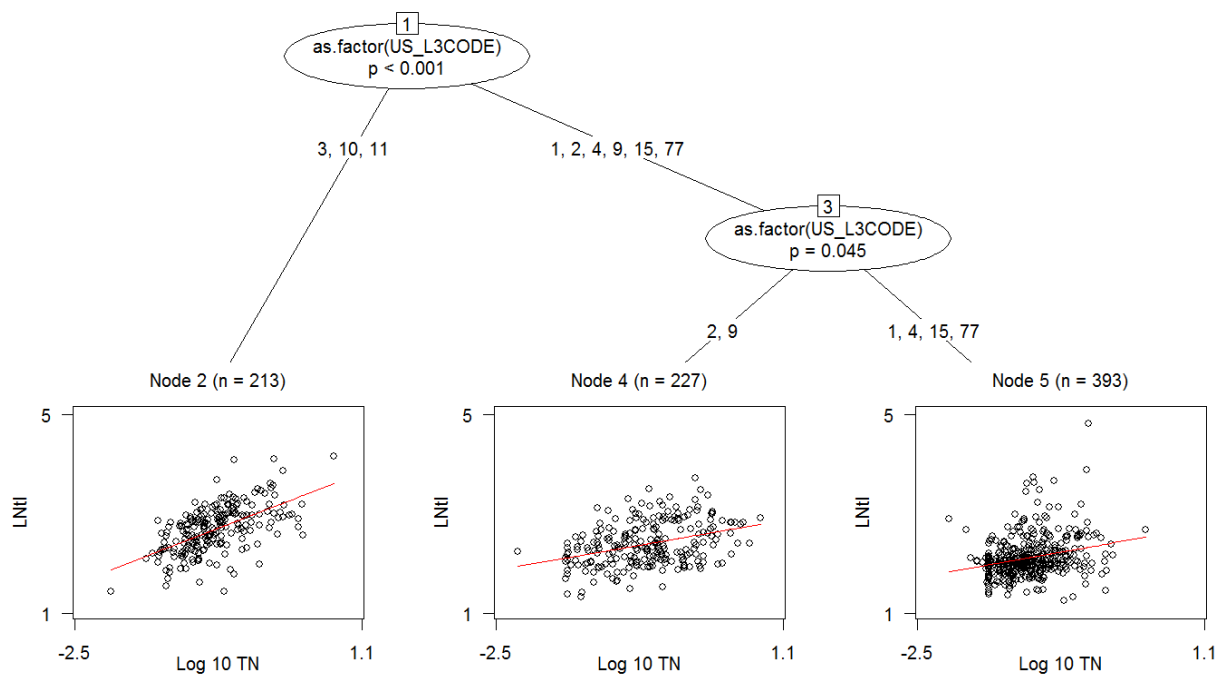 1
as.factor(US_L3CODE)
p < 0.001
3, 10, 11
1, 2, 4, 9, 15, 77
3
as.factor(US_L3CODE)
p = 0.045
2, 9
1, 4, 15, 77
Node 2 (n = 213)
5
LNtl
1
-2.5
1.1
Log 10 TN
Node 4 (n = 227)
5
LNtl
1
-2.5
1.1
Log 10 TN
Node 5 (n = 393)
5
LNtl
1
-2.5
1.1
Log 10 TN